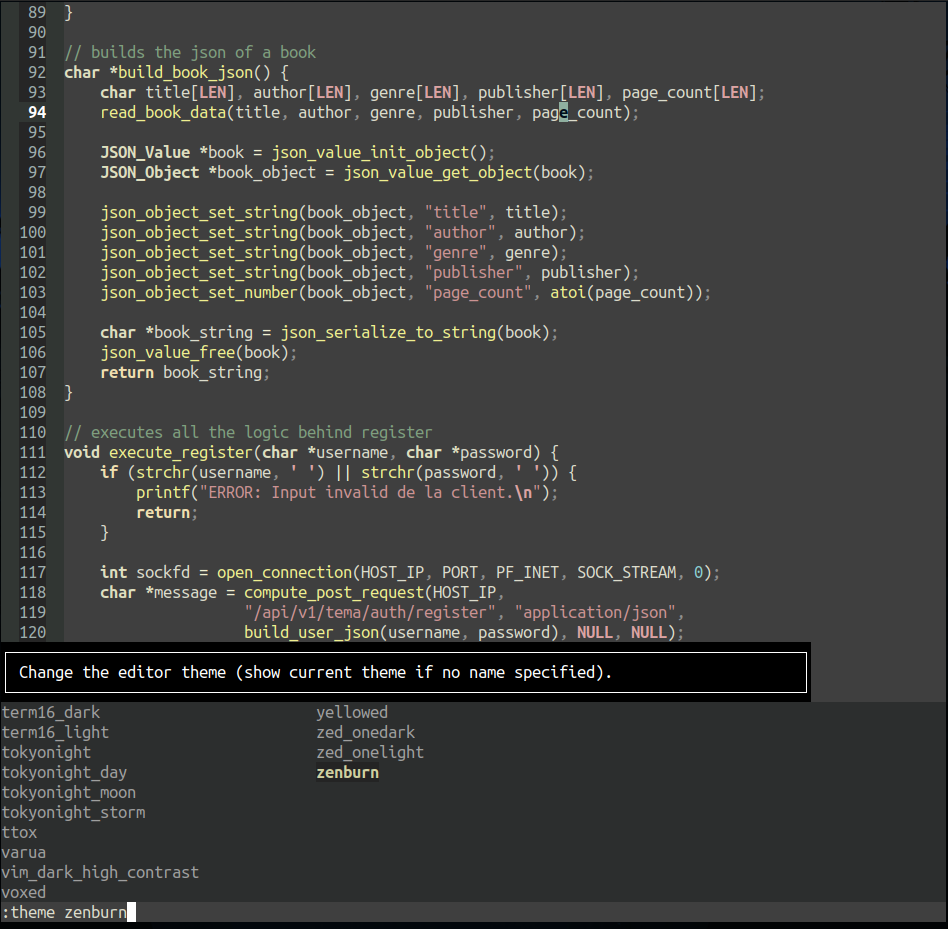 89 }
90
91 // builds the json of a book
92 char *build_book_json() {
93     char title[LEN], author[LEN], genre[LEN], publisher[LEN], page_count[LEN];
94     read_book_data(title, author, genre, publisher, page_count);
95
96     JSON_Value *book = json_value_init_object();
97     JSON_Object *book_object = json_value_get_object(book);
98
99     json_object_set_string(book_object, "title", title);
100     json_object_set_string(book_object, "author", author);
101     json_object_set_string(book_object, "genre", genre);
102     json_object_set_string(book_object, "publisher", publisher);
103     json_object_set_number(book_object, "page_count", atoi(page_count));
104
105     char *book_string = json_serialize_to_string(book);
106     json_value_free(book);
107     return book_string;
108 }
109
110 // executes all the logic behind register
111 void execute_register(char *username, char *password) {
112     if (strchr(username, ' ') || strchr(password, ' ')) {
113         printf("ERROR: Input invalid de la client.\n");
114         return;
115     }
116
117     int sockfd = open_connection(HOST_IP, PORT, PF_INET, SOCK_STREAM, 0);
118     char *message = compute_post_request(HOST_IP,
119                     "/api/v1/tema/auth/register", "application/json",
120                     build_user_json(username, password), NULL, NULL);
Change the editor theme (show current theme if no name specified).
term16_dark yellowed
term16_light zed_onedark
tokyonight zed_onelight
tokyonight_day zenburn
tokyonight_moon
tokyonight_storm
ttox
varua
vim_dark_high_contrast
voxed
:theme zenburn